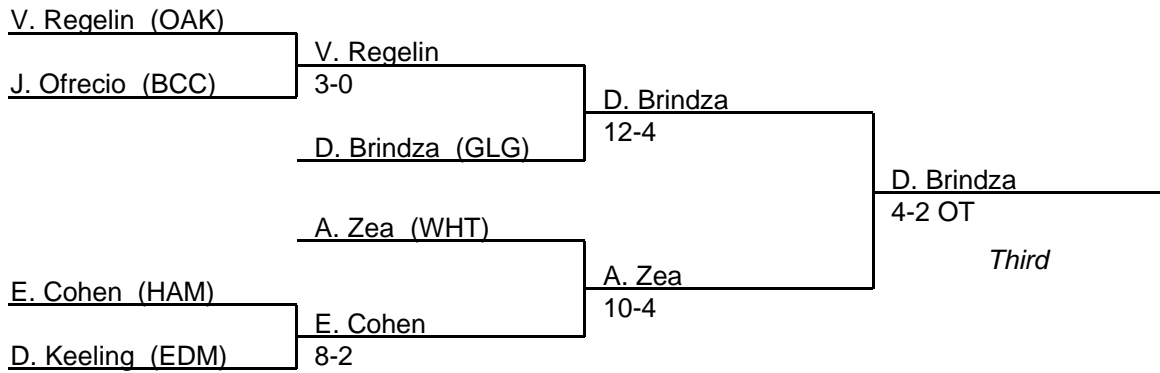 V. Regelin (OAK)
V. Regelin
J. Ofrecio (BCC)
3-0
D. Brindza
12-4
D. Brindza (GLG)
D. Brindza
4-2 OT
A. Zea (WHT)
Third
A. Zea
E. Cohen (HAM)
10-4
E. Cohen
D. Keeling (EDM)
8-2